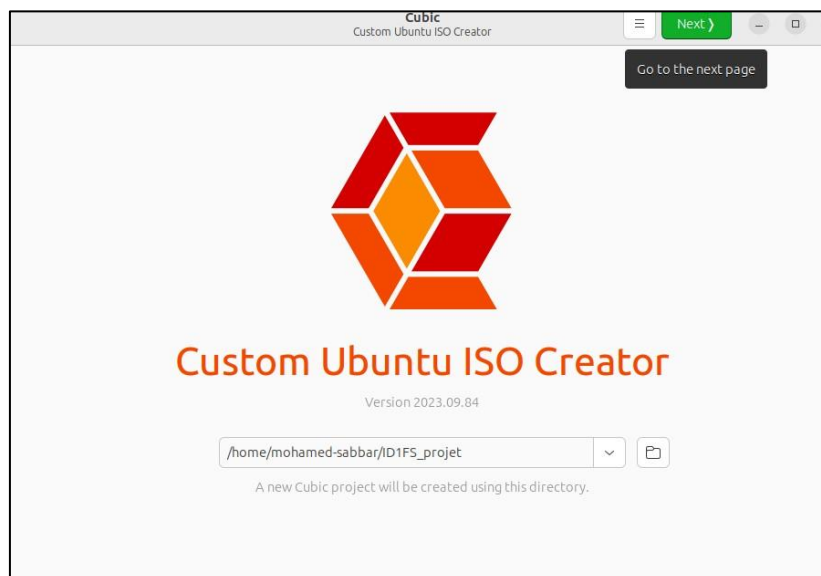 Cubic
Custom Ubuntu ISO Creator
Next ❭
Go to the next page
Custom Ubuntu ISO Creator
Version 2023.09.84
/home/mohamed-sabbar/ID1FS_projet
A new Cubic project will be created using this directory.